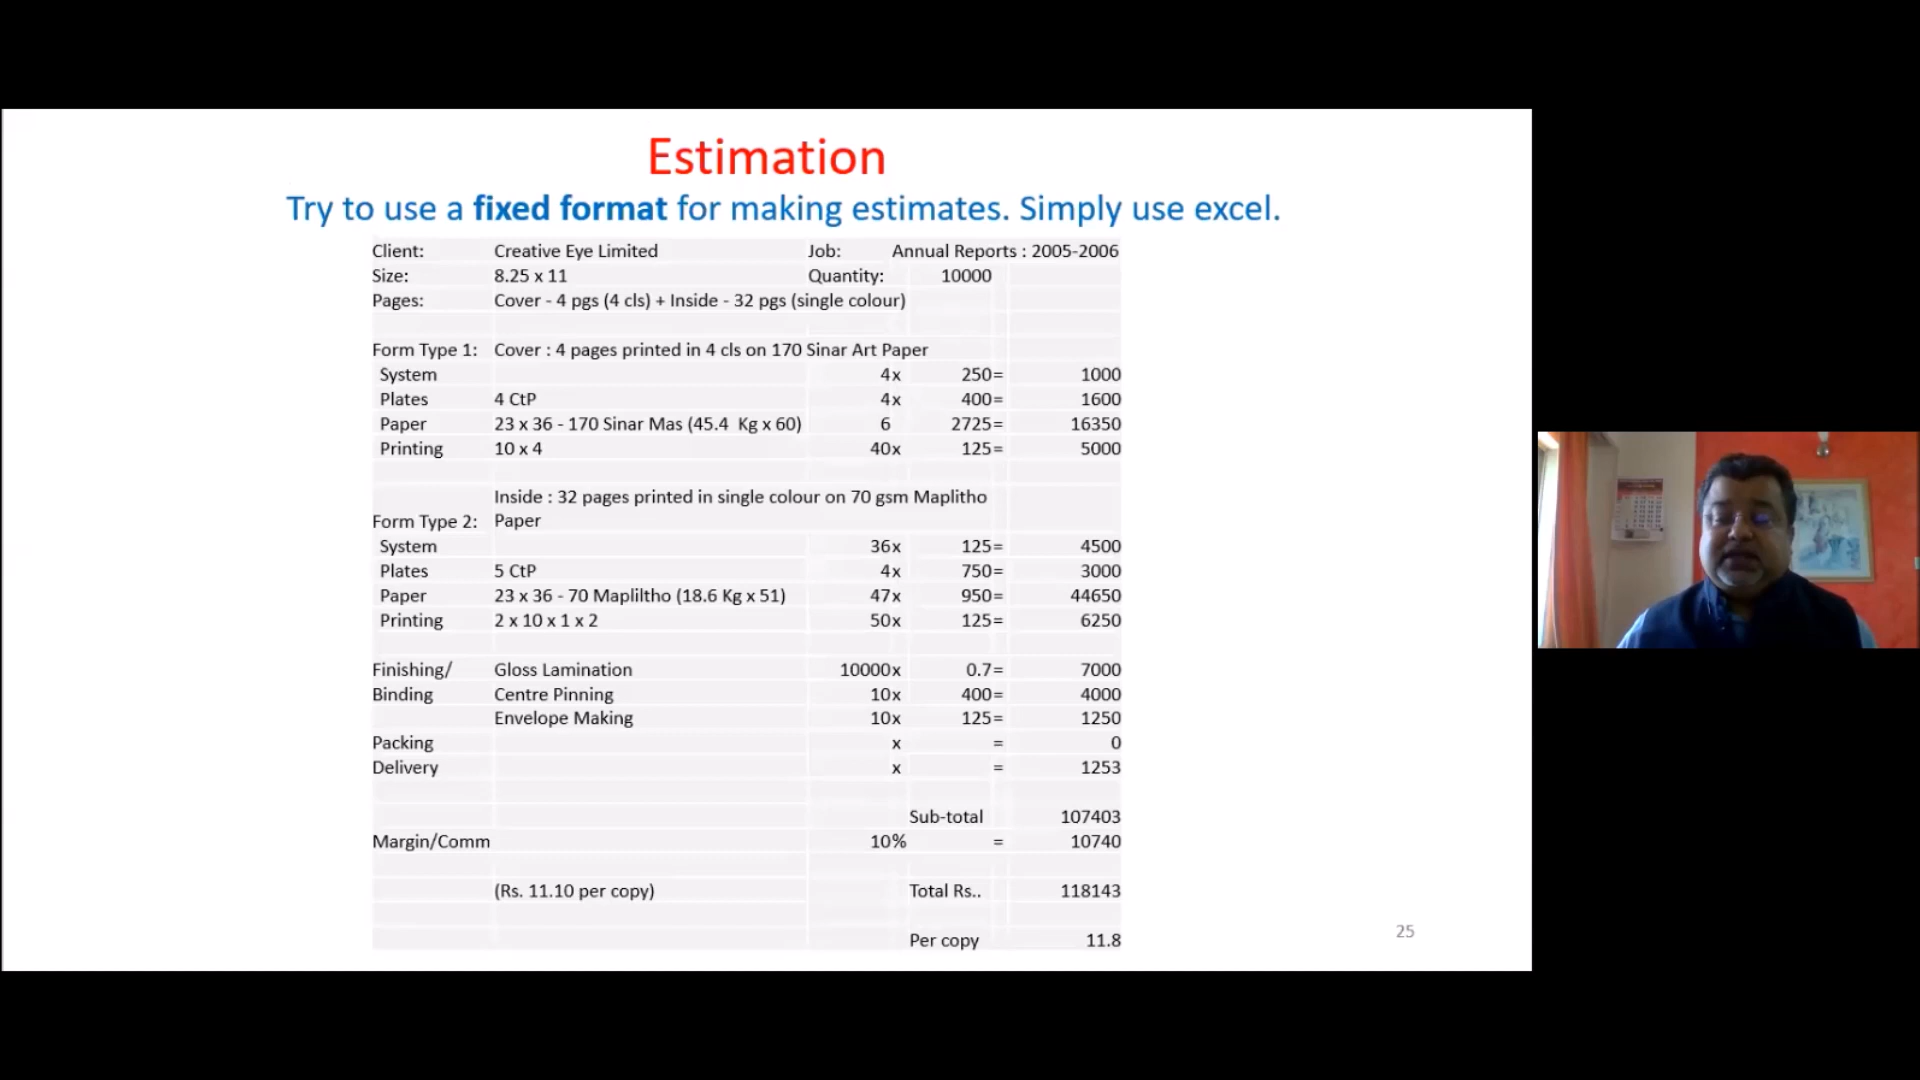 Estimation
Try to use a fixed format for making estimates. Simply use excel.
Client: Creative Eye Limited Job: Annual Reports : 2005-2006
Size: 8.25 x 11 Quantity: 10000
Pages: Cover - 4 pgs (4 cls) + Inside - 32 pgs (single colour)
Form Type 1: Cover : 4 pages printed in 4 cls on 170 Sinar Art Paper
System 4x 250= 1000
Plates 4 CtP 4x 400= 1600
Paper 23 x 36 - 170 Sinar Mas (45.4 Kg x 60) 6 2725= 16350
Printing 10 x 4 40x 125= 5000
Inside : 32 pages printed in single colour on 70 gsm Maplitho
Form Type 2: Paper
System 36x 125= 4500
Plates 5 CtP 4x 750= 3000
Paper 23 x 36 - 70 Mapliltho (18.6 Kg x 51) 47x 950= 44650
Printing 2 x 10 x 1 x 2 50x 125= 6250
Finishing/ Gloss Lamination 10000x 0.7= 7000
Binding Centre Pinning 10x 400= 4000
Envelope Making 10x 125= 1250
Packing x = 0
Delivery x = 1253
Sub-total 107403
Margin/Comm 10% = 10740
(Rs. 11.10 per copy) Total Rs.. 118143
Per copy 11.8
25